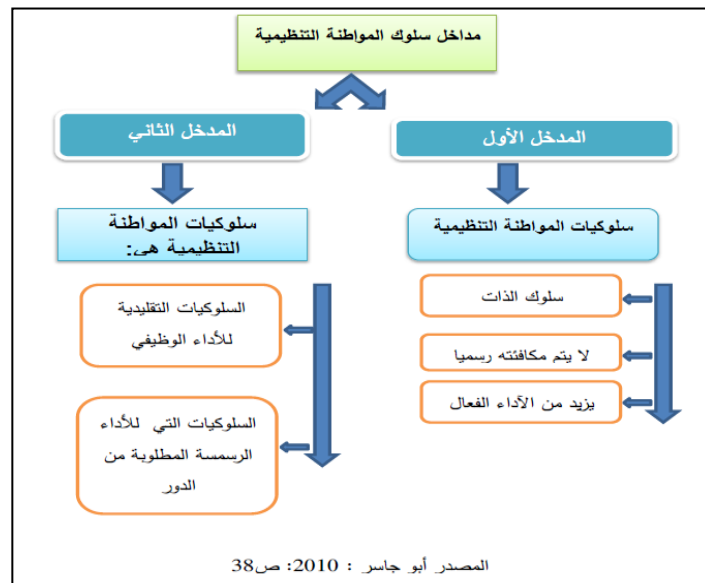 مداخل سلوك المواطنة التنظيمية
المدخل الأول
المدخل الثاني
سلوكيات المواطنة التنظيمية
سلوك الذات
لا يتم مكافئته رسميا
يزيد من الآداء الفعال
سلوكيات المواطنة
التنظيمية هي:
السلوكيات التقليدية
للأداء الوظيفي
السلوكيات التي للأداء
الرسمسة المطلوبة من
الدور
المصدر أبو جاسر : 2010: ص38